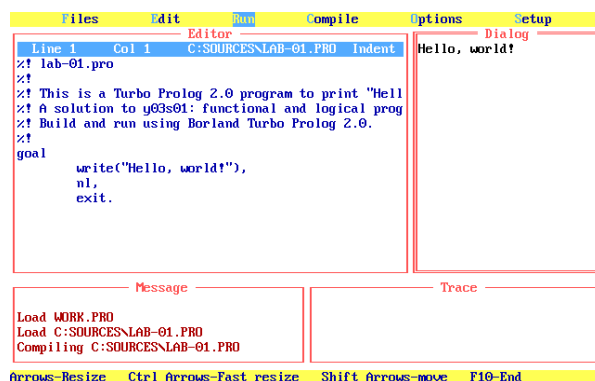 Files Edit Run Compile Options Setup
Editor
Line 1 Col 1 C:SOURCES\LAB-01.PRO Indent
%! lab-01.pro
%!
%! This is a Turbo Prolog 2.0 program to print "Hell
%! A solution to y03s01: functional and logical prog
%! Build and run using Borland Turbo Prolog 2.0.
%!
goal
write("Hello, world!"),
nl,
exit.
Dialog
Hello, world!
Message
Load WORK.PRO
Load C:SOURCES\LAB-01.PRO
Compiling C:SOURCES\LAB-01.PRO
Trace
Arrows-Resize Ctrl Arrows-Fast resize Shift Arrows-move F10-End